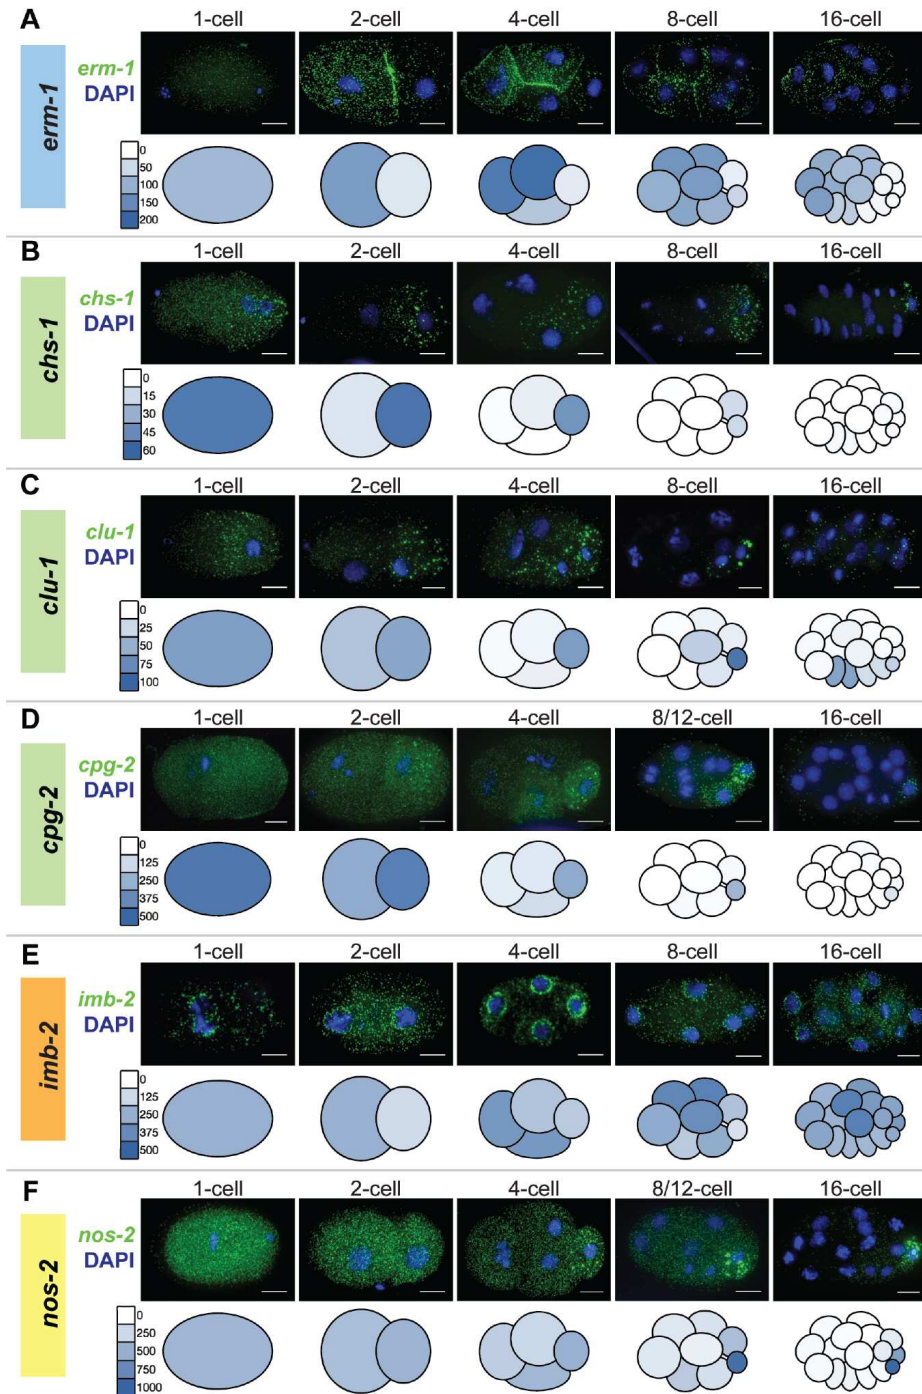 A
1-cell 2-cell 4-cell 8-cell 16-cell
erm-1
erm-1
DAPI
0
50
100
150
200
B
1-cell 2-cell 4-cell 8-cell 16-cell
chs-1
chs-1
DAPI
0
15
30
45
60
C
1-cell 2-cell 4-cell 8-cell 16-cell
clu-1
clu-1
DAPI
0
25
50
75
100
D
1-cell 2-cell 4-cell 8/12-cell 16-cell
cpg-2
cpg-2
DAPI
0
125
250
375
500
E
1-cell 2-cell 4-cell 8-cell 16-cell
imb-2
imb-2
DAPI
0
125
250
375
500
F
1-cell 2-cell 4-cell 8/12-cell 16-cell
nos-2
nos-2
DAPI
0
250
500
750
1000